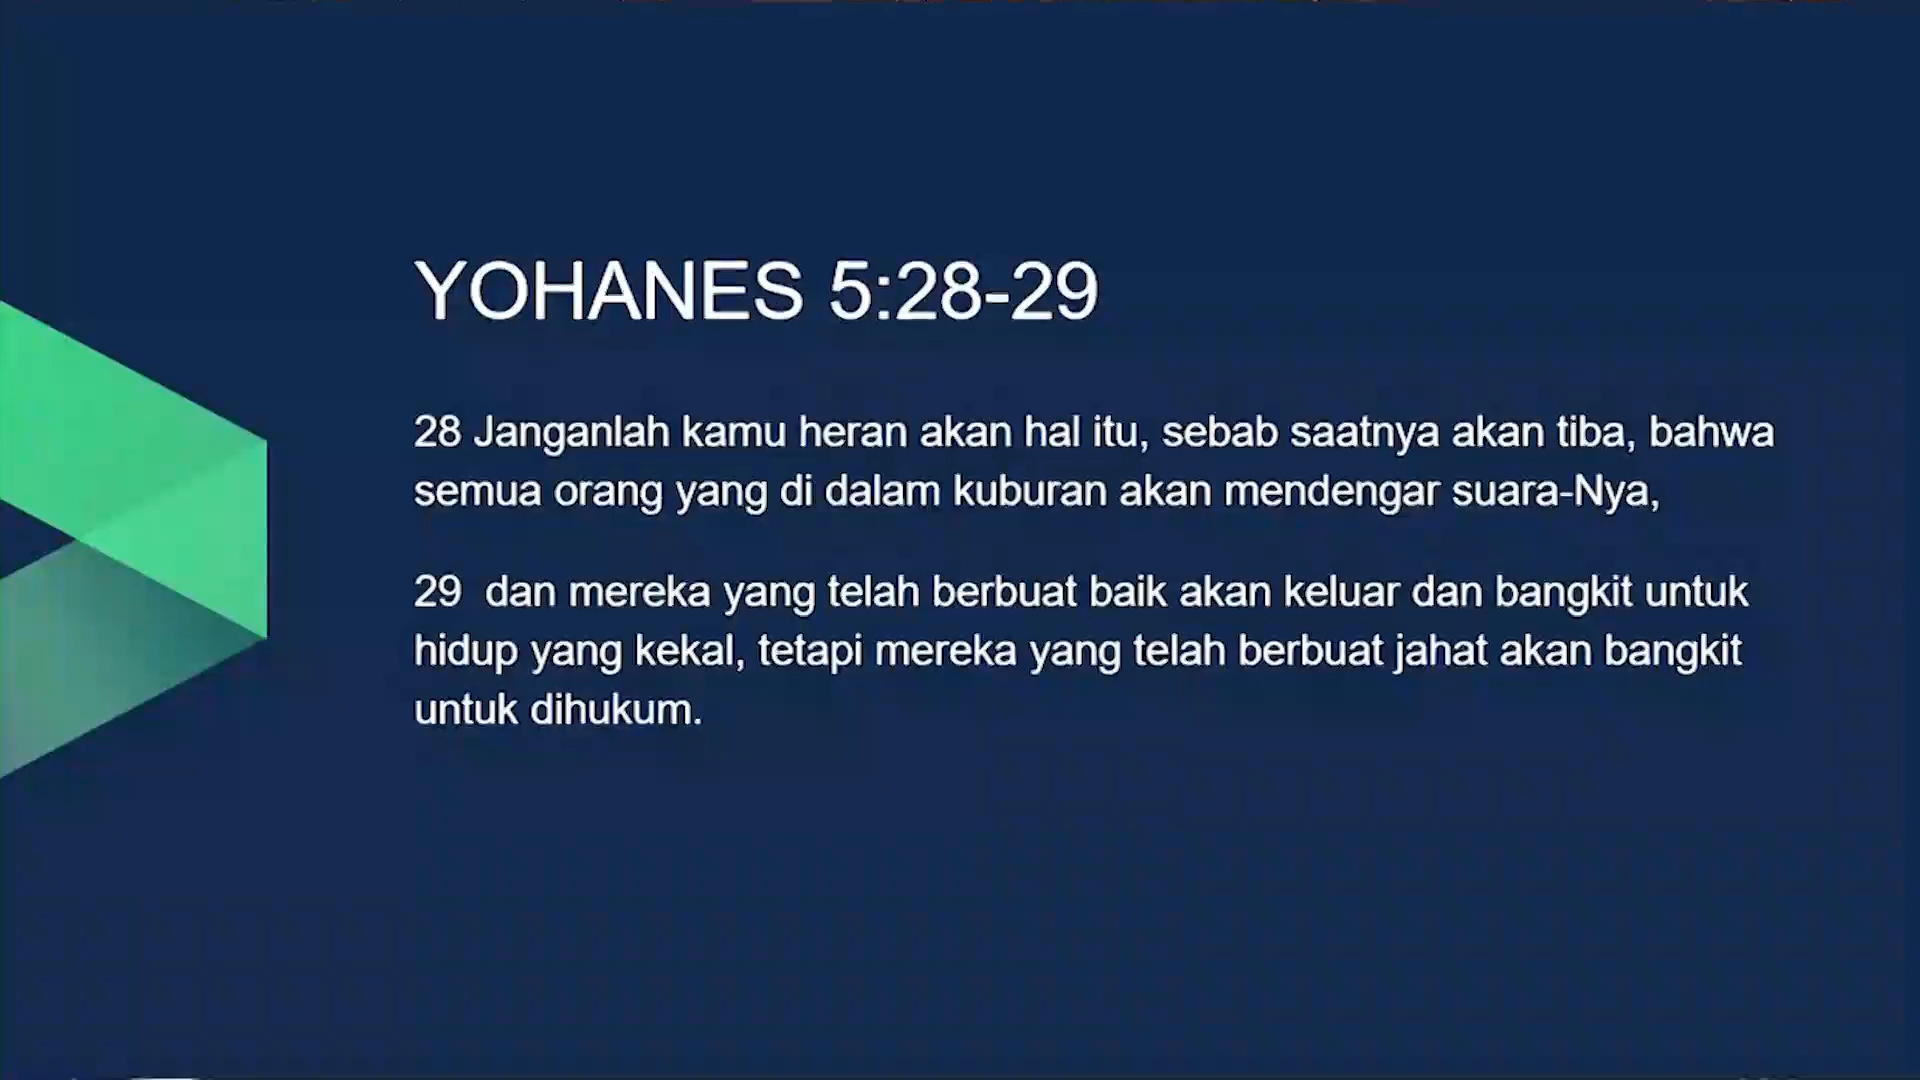 YOHANES 5:28-29
28 Janganlah kamu heran akan hal itu, sebab saatnya akan tiba, bahwa
semua orang yang di dalam kuburan akan mendengar suara-Nya,
29  dan mereka yang telah berbuat baik akan keluar dan bangkit untuk
hidup yang kekal, tetapi mereka yang telah berbuat jahat akan bangkit
untuk dihukum.